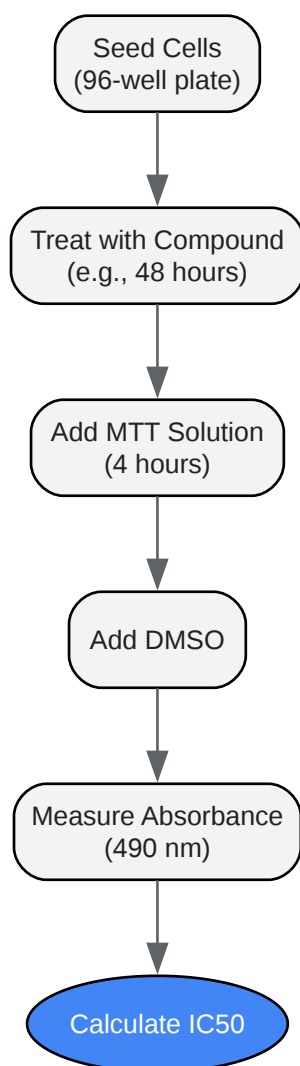 Seed Cells
(96-well plate)
Treat with Compound
(e.g., 48 hours)
Add MTT Solution
(4 hours)
Add DMSO
Measure Absorbance
(490 nm)
Calculate IC50